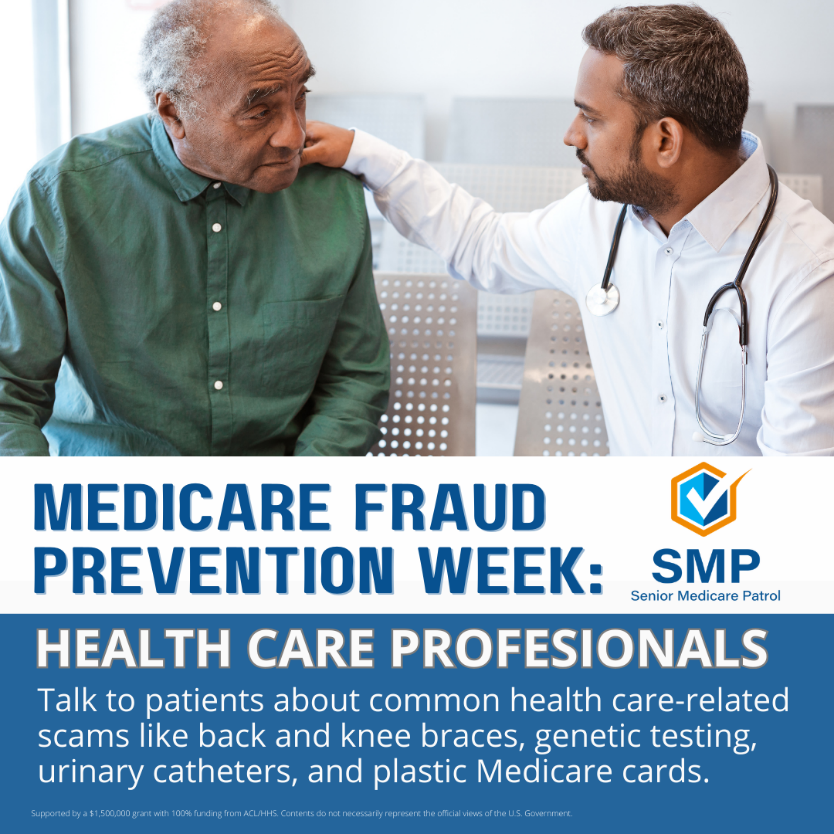 MEDICARE FRAUD
PREVENTION WEEK:
SMP
Senior Medicare Patrol
HEALTH CARE PROFESIONALS
Talk to patients about common health care-related
scams like back and knee braces, genetic testing,
urinary catheters, and plastic Medicare cards.
Supported by a $1,500,000 grant with 100% funding from ACL/HHS. Contents do not necessarily represent the official views of the U.S. Government.